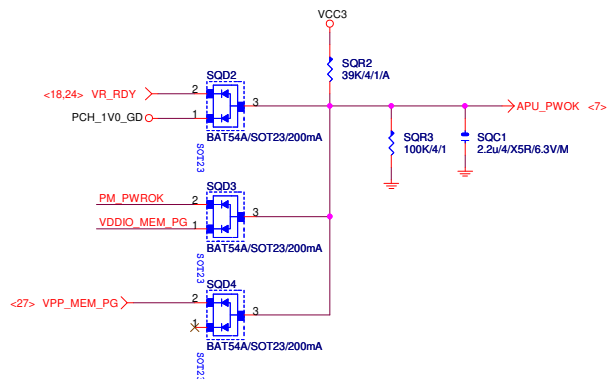 VCC3
SQR2
39K/4/1/A
SQD2
<18,24> VR_RDY
2
3
PCH_1V0_GD
1
BAT54A/SOT23/200mA
SOT23
APU_PWOK <7>
SQR3
100K/4/1
SQC1
2.2u/4/X5R/6.3V/M
SQD3
PM_PWROK
2
3
VDDIO_MEM_PG
1
BAT54A/SOT23/200mA
SOT23
SQD4
<27> VPP_MEM_PG
2
3
1
BAT54A/SOT23/200mA
SOT23